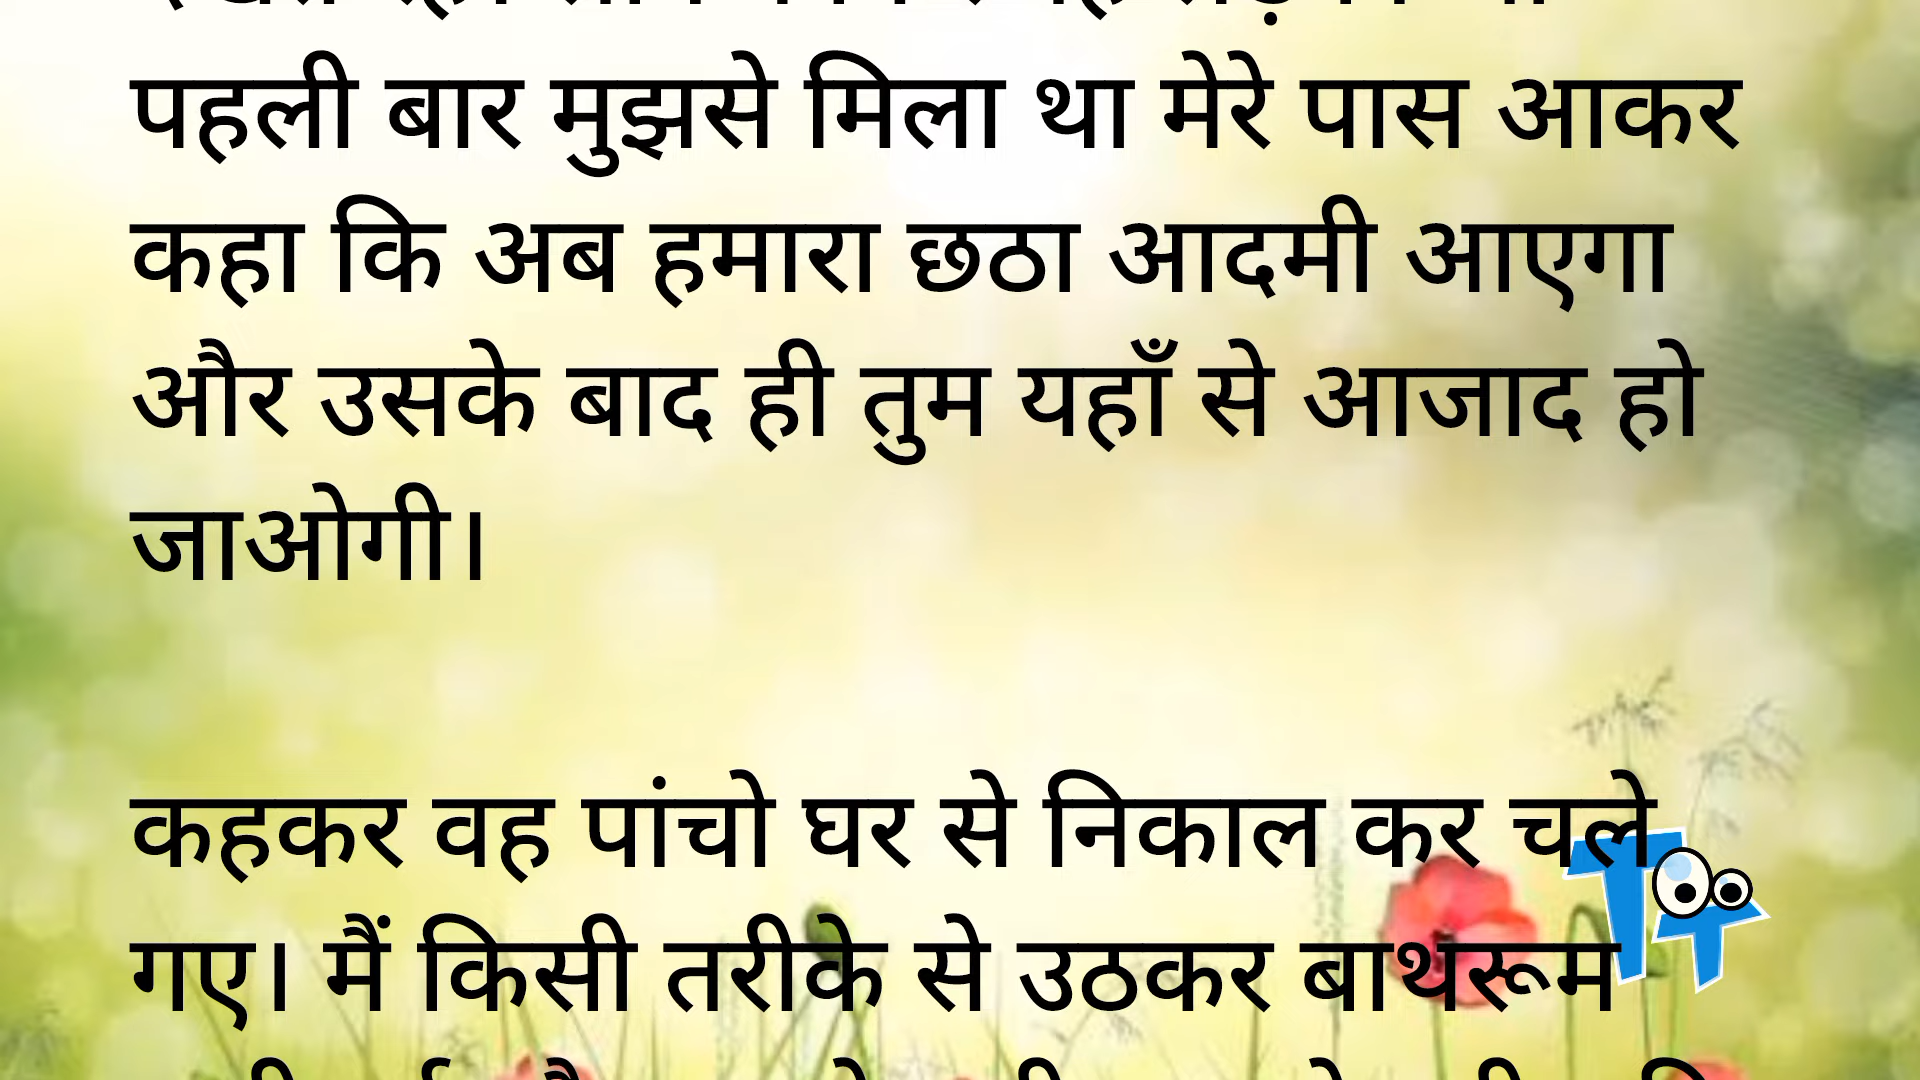 पहली बार मुझसे मिला था मेरे पास आकर
कहा कि अब हमारा छठा आदमी आएगा
और उसके बाद ही तुम यहाँ से आजाद हो
जाओगी।
कहकर वह पांचो घर से निकाल कर चले
गए। मैं किसी तरीके से उठकर बाथरूम